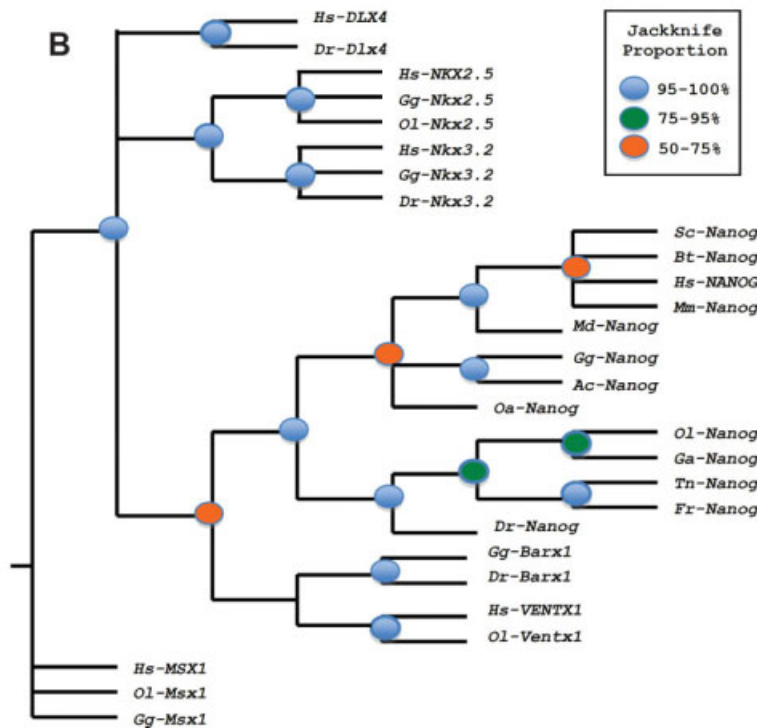 B
Hs-DLX4
Dr-Dlx4
Hs-NKX2.5
Gg-Nkx2.5
Ol-Nkx2.5
Hs-Nkx3.2
Gg-Nkx3.2
Dr-Nkx3.2
Jackknife
Proportion
95-100%
75-95%
50-75%
Sc-Nanog
Bt-Nanog
Hs-NANOG
Mm-Nanog
Md-Nanog
Gg-Nanog
Ac-Nanog
Oa-Nanog
Ol-Nanog
Ga-Nanog
Tn-Nanog
Fr-Nanog
Dr-Nanog
Gg-Barx1
Dr-Barx1
Hs-VENTX1
Ol-Ventx1
Hs-MSX1
Ol-Msx1
Gg-Msx1